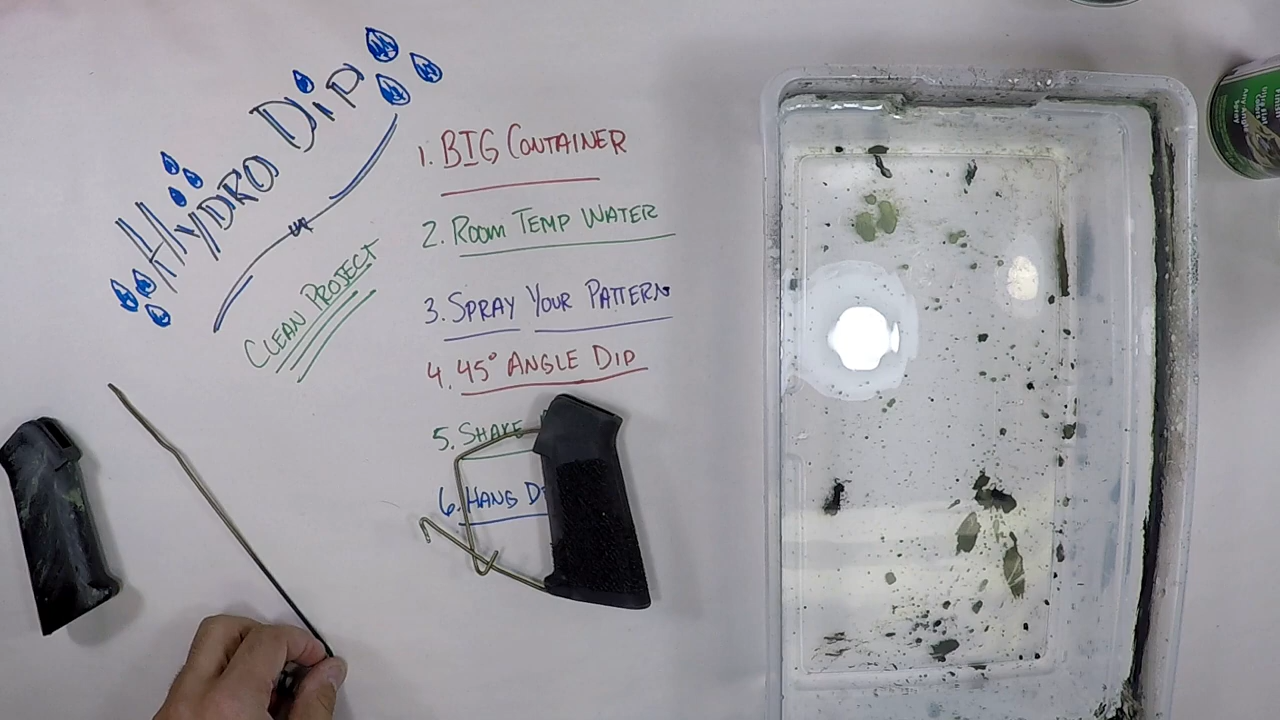 HYDRO DIP
CLEAN PROJECT
1. BIG CONTAINER
2. ROOM TEMP WATER
3. SPRAY YOUR PATTERN
4. 45° ANGLE DIP
5. SHAKE
6. HANG